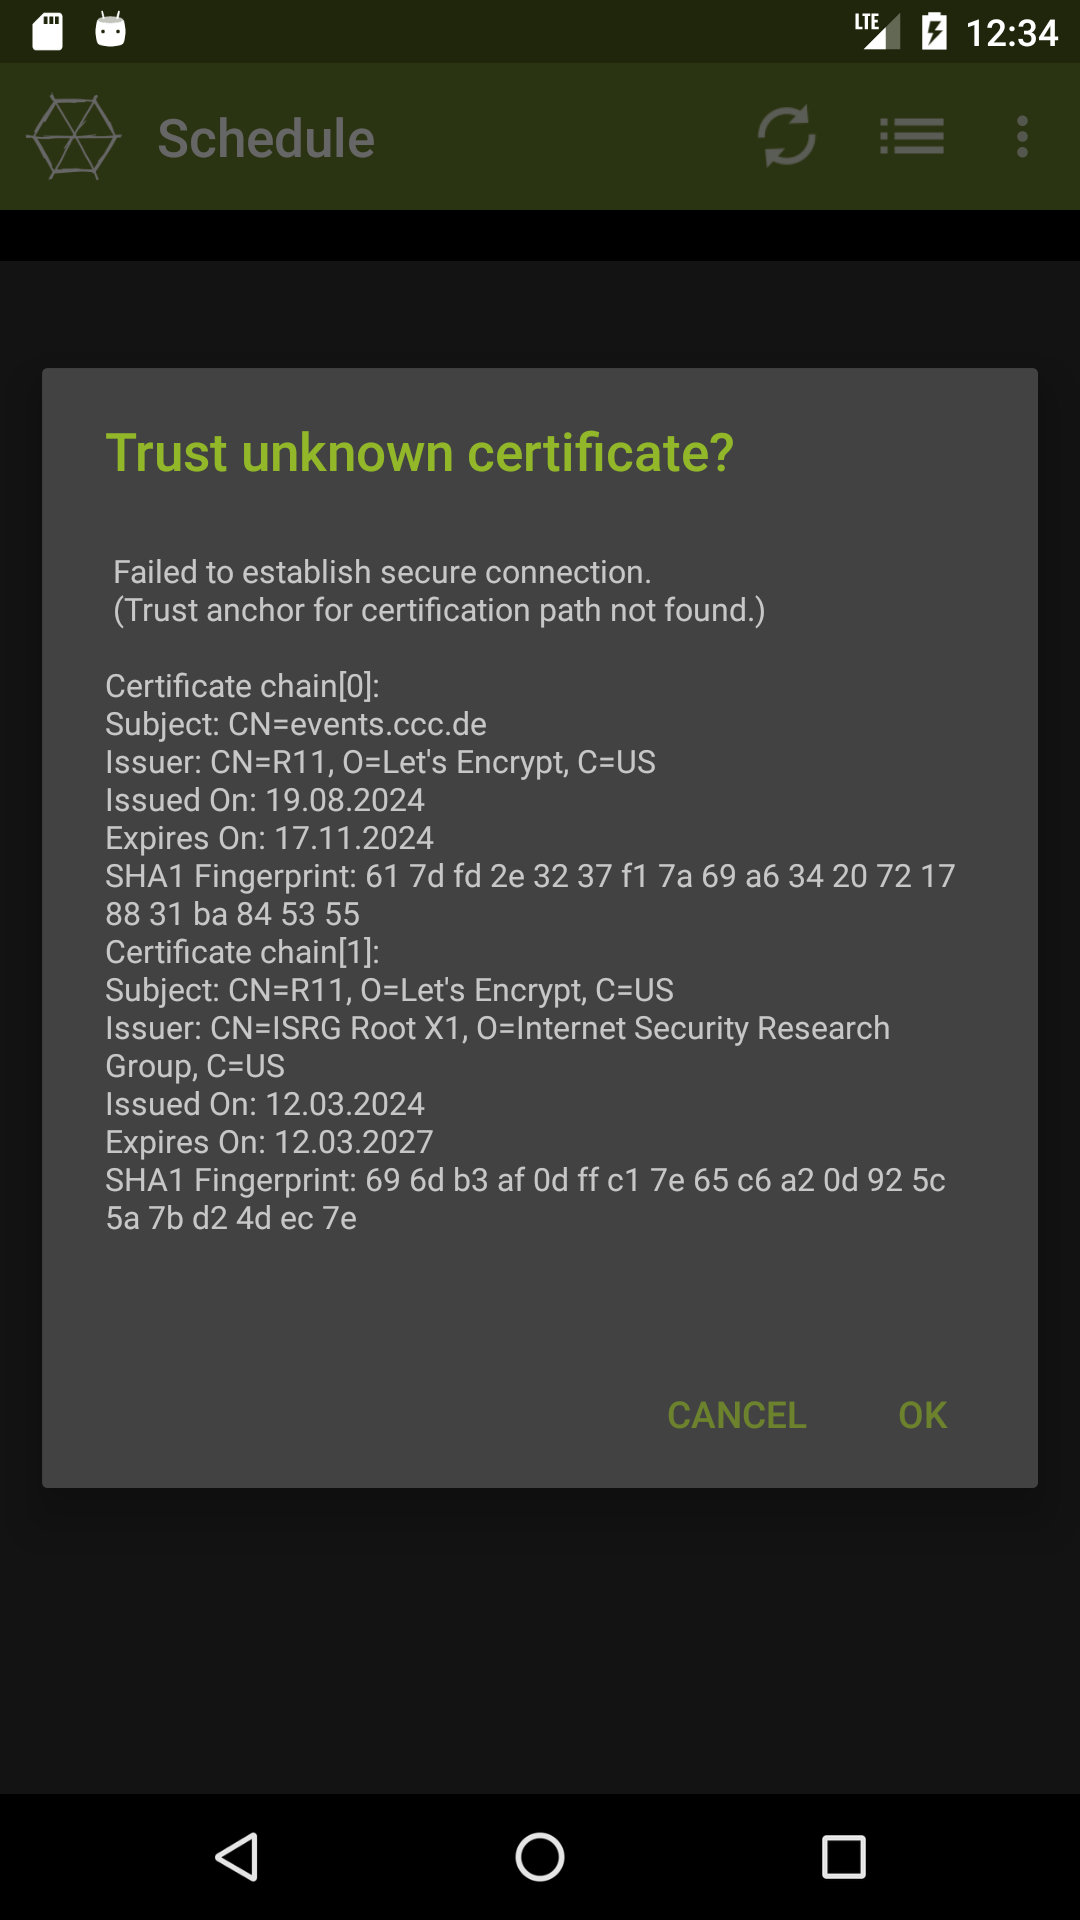 LTE 12:34
Schedule
Trust unknown certificate?
Failed to establish secure connection.
(Trust anchor for certification path not found.)
Certificate chain[0]:
Subject: CN=events.ccc.de
Issuer: CN=R11, O=Let's Encrypt, C=US
Issued On: 19.08.2024
Expires On: 17.11.2024
SHA1 Fingerprint: 61 7d fd 2e 32 37 f1 7a 69 a6 34 20 72 17
88 31 ba 84 53 55
Certificate chain[1]:
Subject: CN=R11, O=Let's Encrypt, C=US
Issuer: CN=ISRG Root X1, O=Internet Security Research
Group, C=US
Issued On: 12.03.2024
Expires On: 12.03.2027
SHA1 Fingerprint: 69 6d b3 af 0d ff c1 7e 65 c6 a2 0d 92 5c
5a 7b d2 4d ec 7e
CANCEL OK